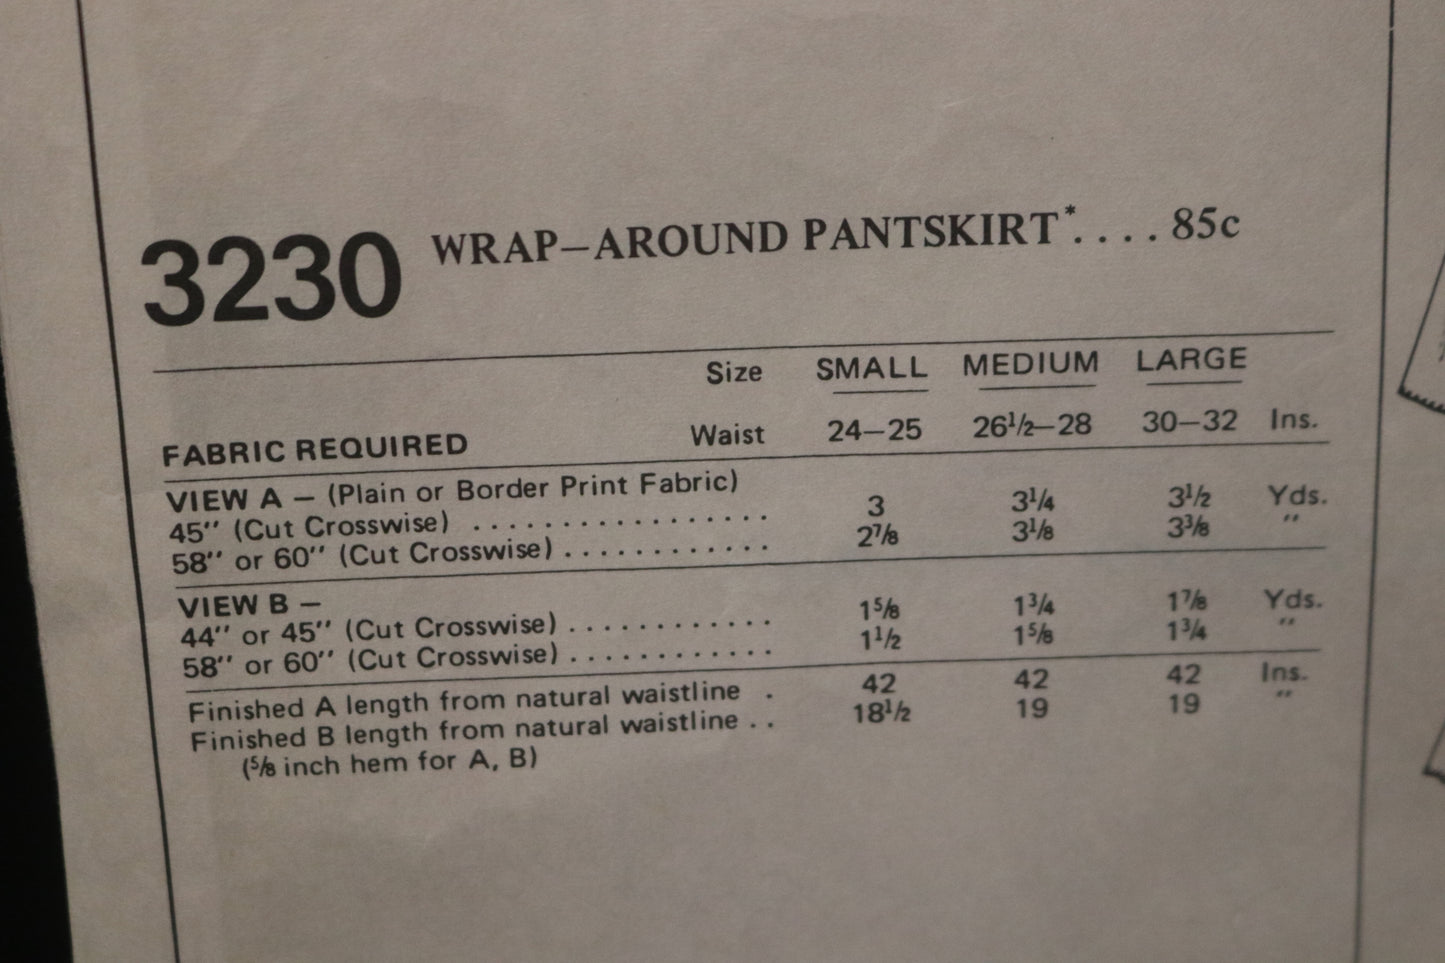 3230 WRAP–AROUND PANTSKIRT*.... 85c
Size SMALL MEDIUM LARGE
FABRIC REQUIRED Waist 24–25 26½–28 30–32 Ins.
VIEW A – (Plain or Border Print Fabric)
45" (Cut Crosswise) ................. 3 3¼ 3½ Yds.
58" or 60" (Cut Crosswise) ............ 2⅞ 3⅛ 3⅜ "
VIEW B –
44" or 45" (Cut Crosswise) ............ 1⅝ 1¾ 1⅞ Yds.
58" or 60" (Cut Crosswise) ............ 1½ 1⅝ 1¾ "
Finished A length from natural waistline . 42 42 42 Ins.
Finished B length from natural waistline .. 18½ 19 19 "
(⅝ inch hem for A, B)